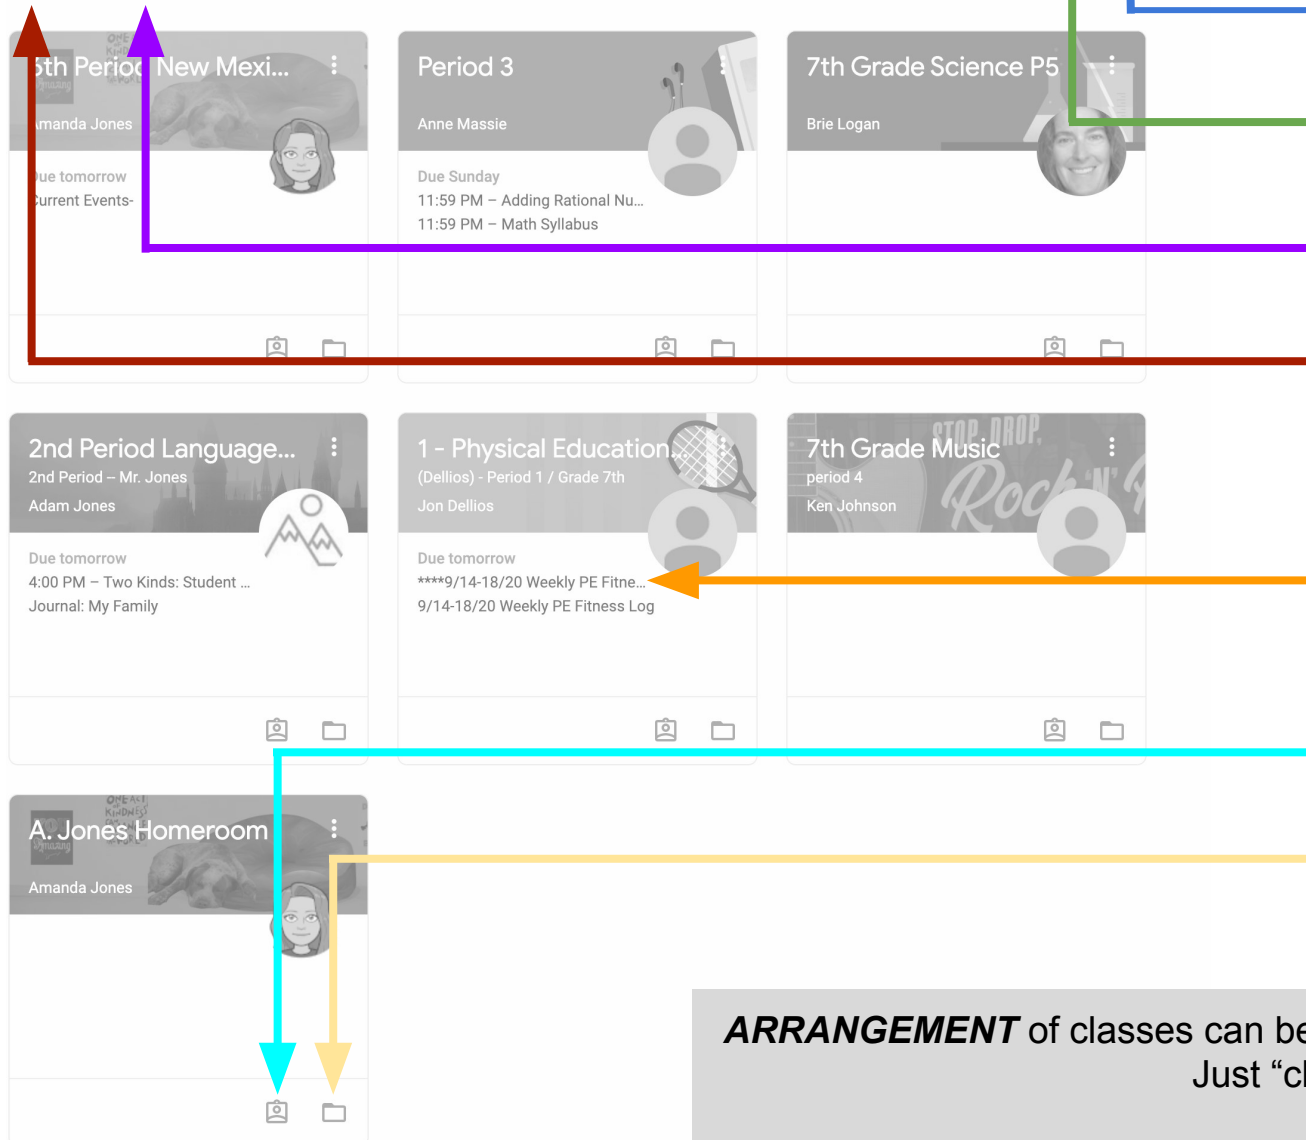 5th Period New Mexi...
Amanda Jones
Due tomorrow
Current Events-
Period 3
Anne Massie
Due Sunday
11:59 PM – Adding Rational Nu...
11:59 PM – Math Syllabus
7th Grade Science P5
Brie Logan
2nd Period Language...
2nd Period – Mr. Jones
Adam Jones
Due tomorrow
4:00 PM – Two Kinds: Student ...
Journal: My Family
1 - Physical Education...
(Dellios) - Period 1 / Grade 7th
Jon Dellios
Due tomorrow
****9/14-18/20 Weekly PE Fitne...
9/14-18/20 Weekly PE Fitness Log
STOP, DROP,
Rock 'N'
7th Grade Music
period 4
Ken Johnson
ONE ACT
KINDNESS
A. Jones Homeroom
Amanda Jones
ARRANGEMENT of classes can be
Just “cl